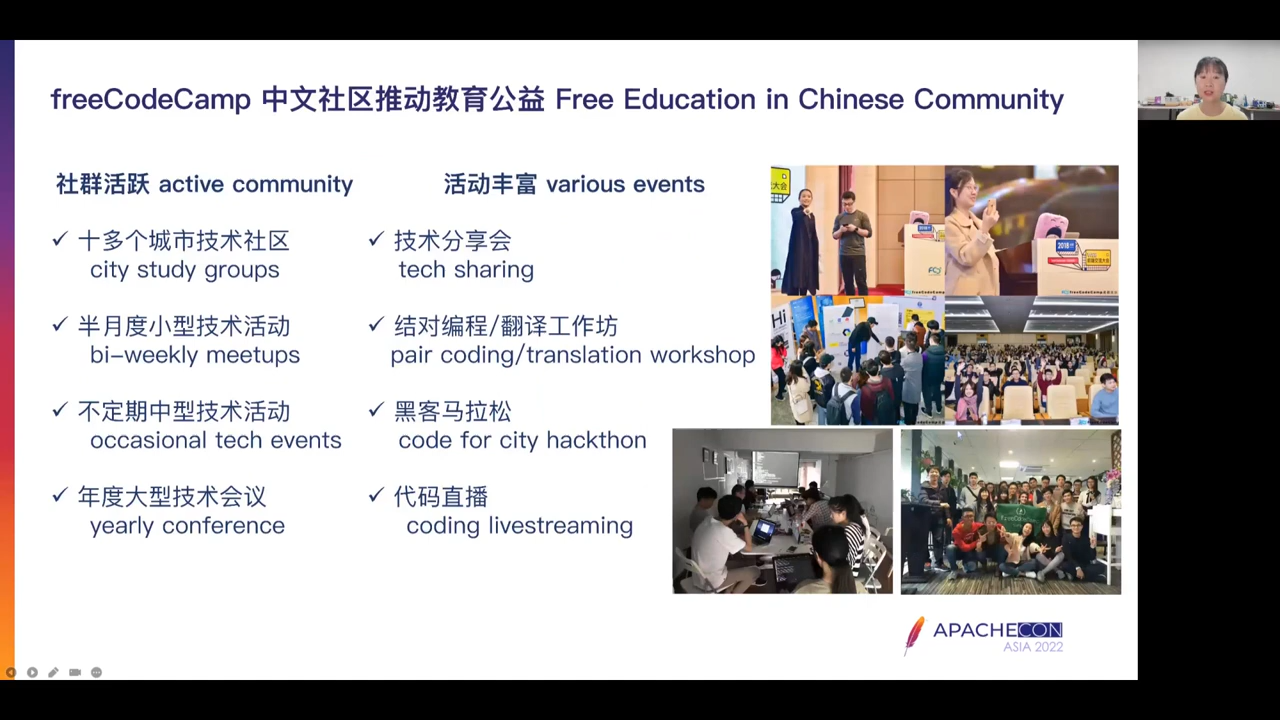 freeCodeCamp 中文社区推动教育公益 Free Education in Chinese Community
社群活跃 active community
十多个城市技术社区
city study groups
半月度小型技术活动
bi-weekly meetups
不定期中型技术活动
occasional tech events
年度大型技术会议
yearly conference
活动丰富 various events
技术分享会
tech sharing
结对编程/翻译工作坊
pair coding/translation workshop
黑客马拉松
code for city hackthon
代码直播
coding livestreaming
Hi
APACHECON
ASIA 2022